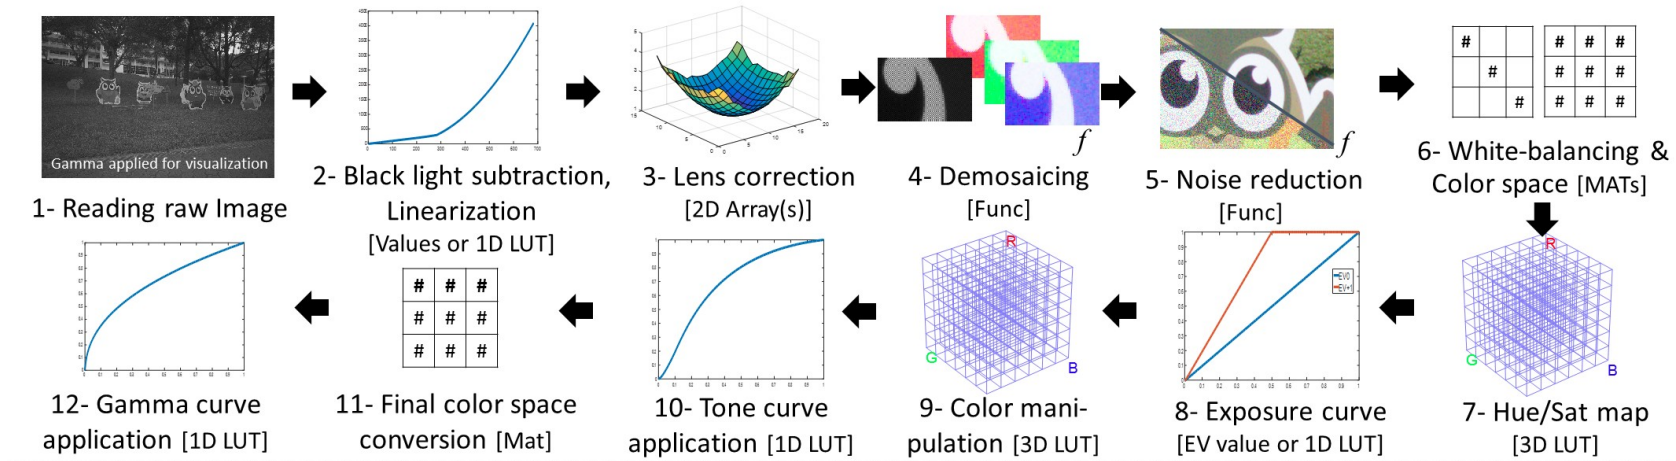 Gamma applied for visualization
1- Reading raw Image
2- Black light subtraction,
Linearization
[Values or 1D LUT]
3- Lens correction
[2D Array(s)]
f
4- Demosaicing
[Func]
f
5- Noise reduction
[Func]
# # # #
# # # #
# # # #
6- White-balancing &
Color space [MATs]
R
G
B
7- Hue/Sat map
[3D LUT]
EV0
EV+1
8- Exposure curve
[EV value or 1D LUT]
R
G
B
9- Color mani-
pulation [3D LUT]
10- Tone curve
application [1D LUT]
# # #
# # #
# # #
11- Final color space
conversion [Mat]
12- Gamma curve
application [1D LUT]